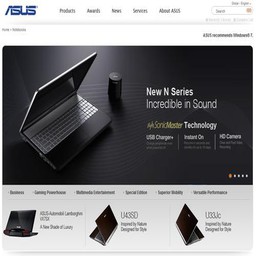 ASUS
Products Awards News Services About ASUS
ASUS recommends Windows® 7.
Home > Notebooks
New N Series
Incredible in Sound
SonicMaster Technology
USB Charger+ Instant On HD Camera
Business Gaming Powerhouse Multimedia Entertainment Special Edition Superior Mobility Versatile Performance
ASUS-Automobili Lamborghini
VX7SX
A New Shade of Luxury
U43SD
Inspired by Nature
Designed for Style
U33Jc
Inspired by Nature
Designed for Style